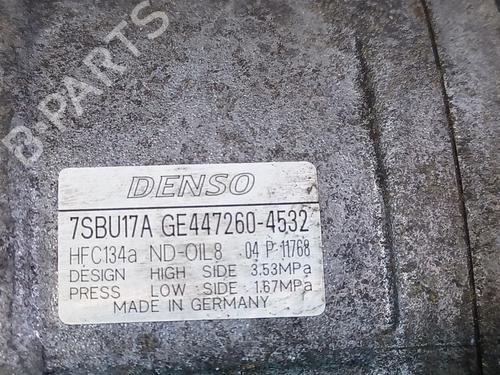 B-PARTS
DENSO
7SBU17A GE447260-4532
HFC134a ND-OIL8 04 P 11768
DESIGN HIGH SIDE 3.53MPa
PRESS LOW SIDE 1.67MPa
MADE IN GERMANY